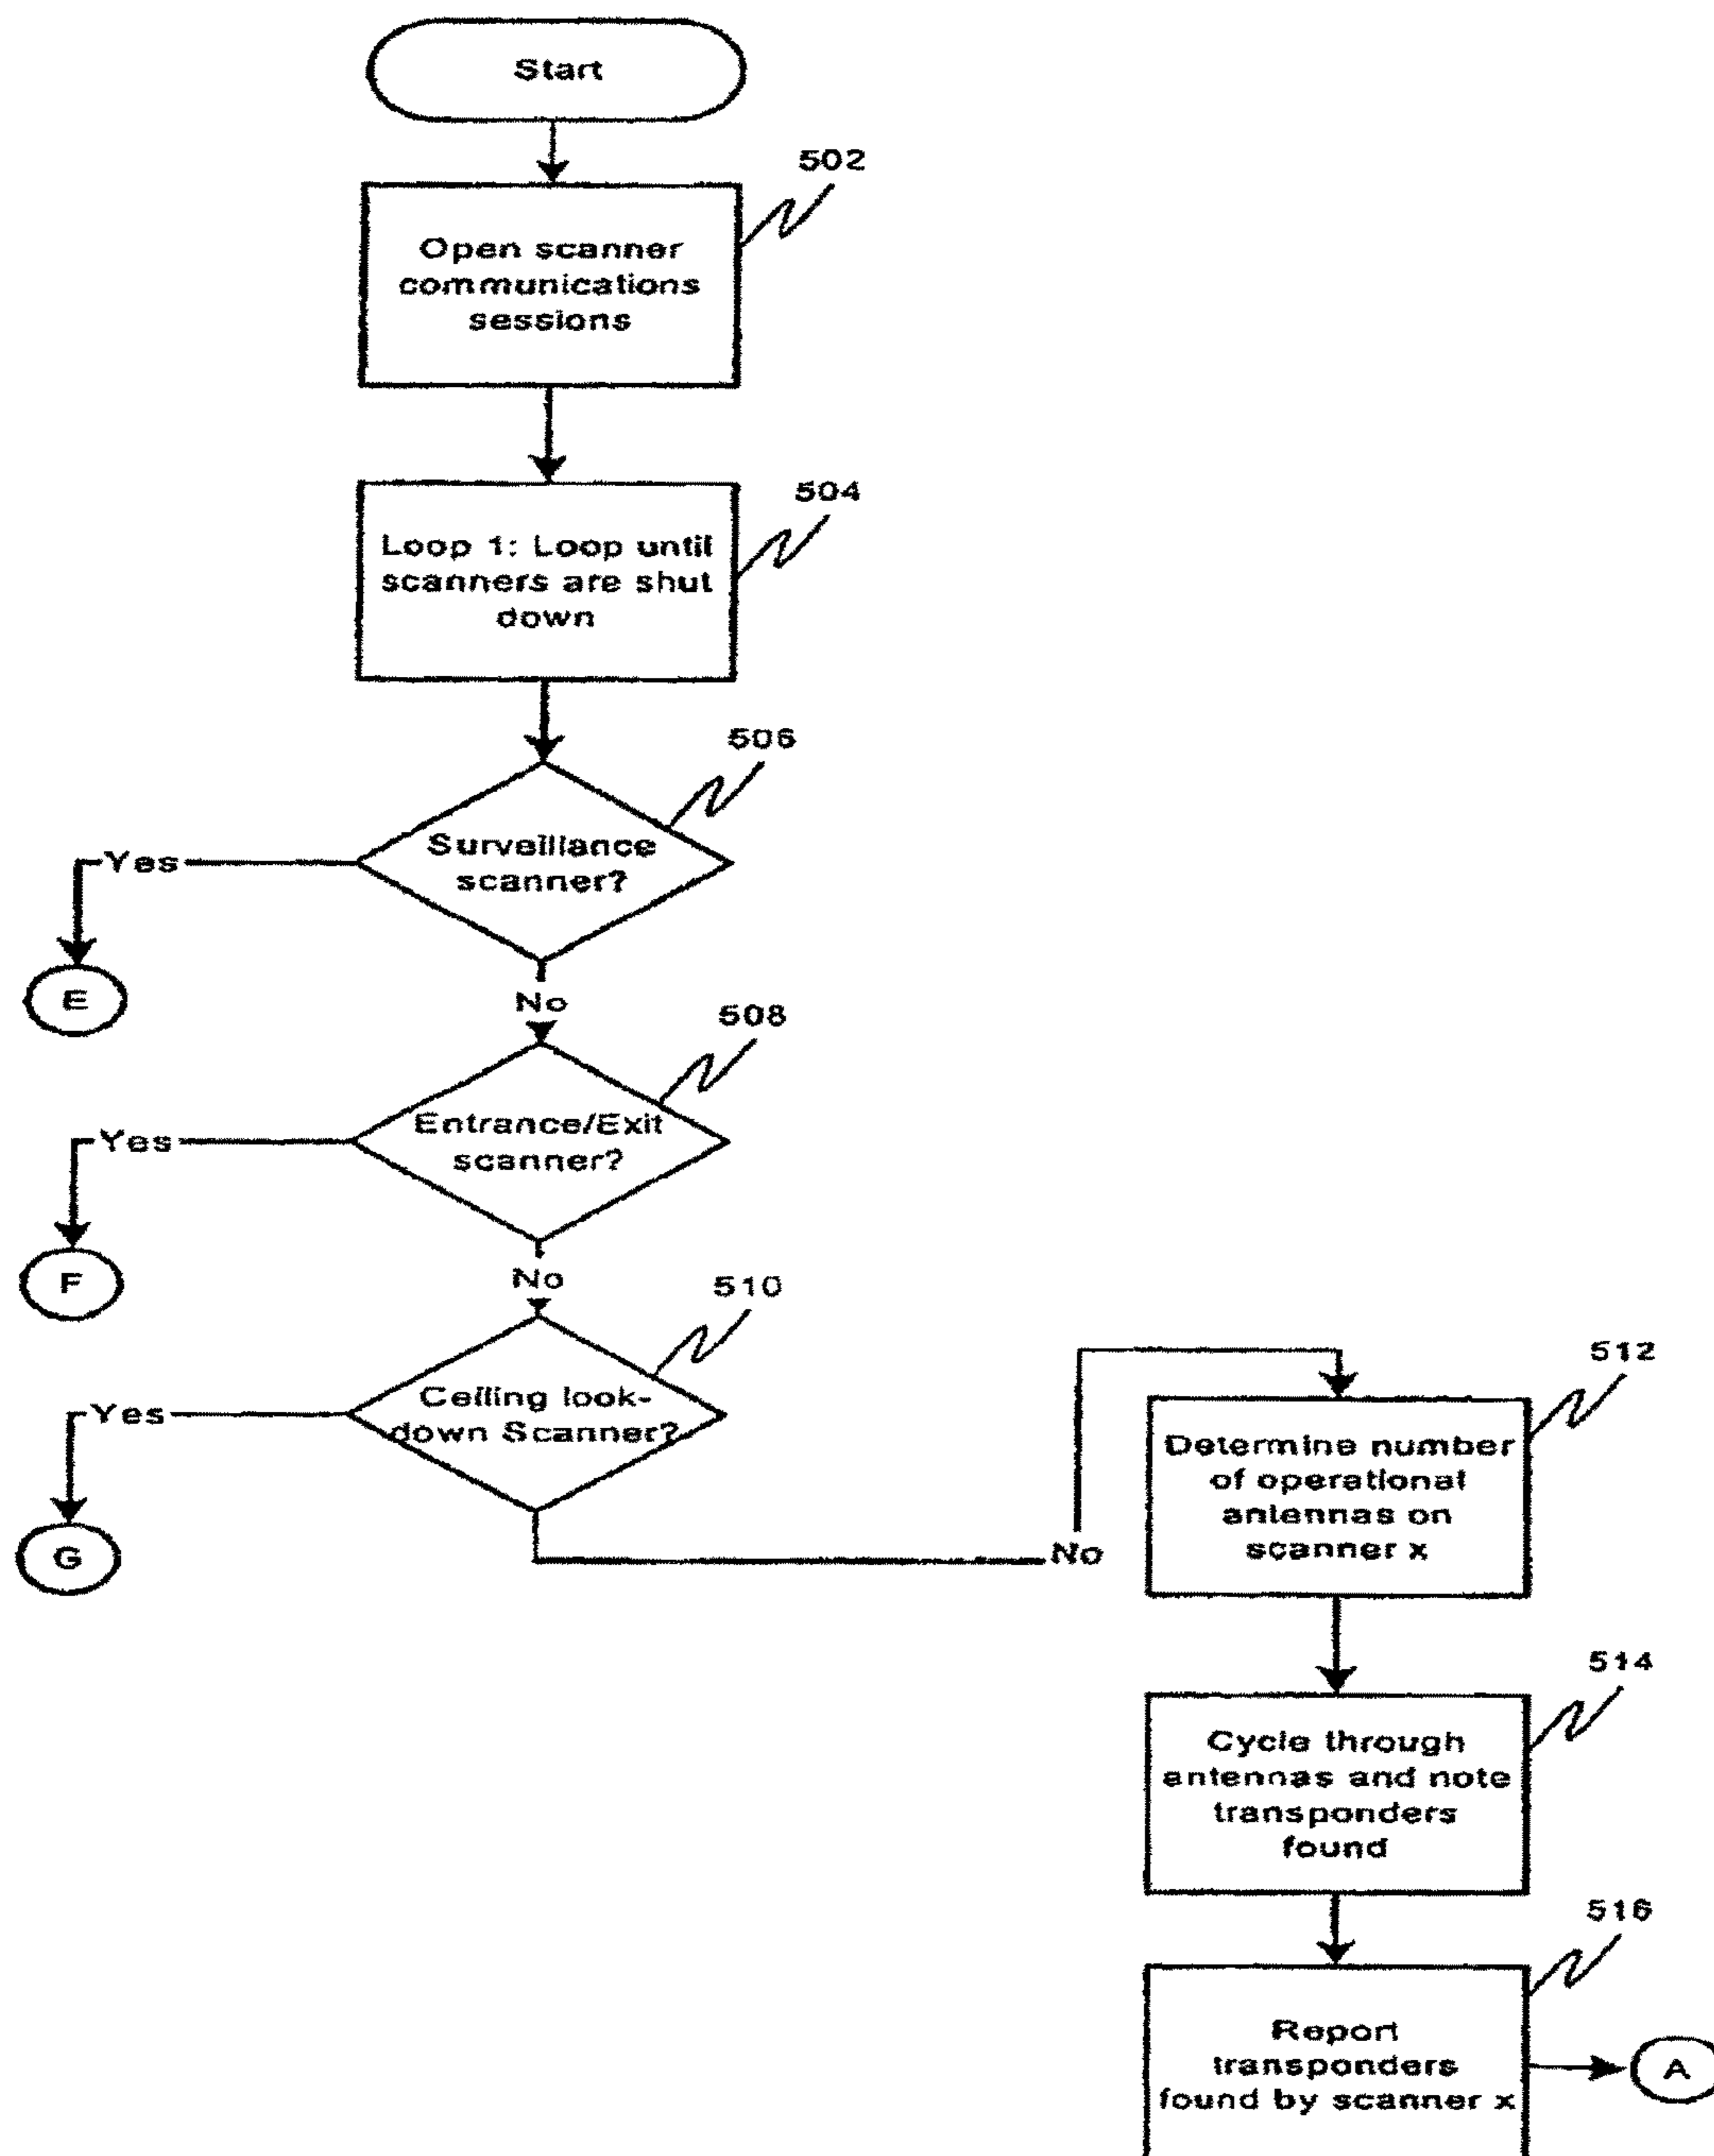 Start
502
Open scanner
communications
sessions
504
Loop 1: Loop until
scanners are shut
down
506
Surveillance
scanner?
Yes
E
No
508
Entrance/Exit
scanner?
Yes
F
No
510
Ceiling look-
down Scanner?
Yes
G
No
512
Determine number
of operational
antennas on
scanner x
514
Cycle through
antennas and note
transponders
found
516
Report
transponders
found by scanner x
A